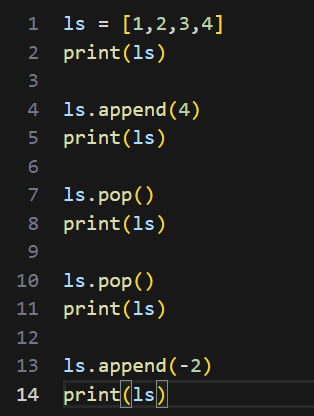 1 ls = [1,2,3,4]
2 print(ls)
3
4 ls.append(4)
5 print(ls)
6
7 ls.pop()
8 print(ls)
9
10 ls.pop()
11 print(ls)
12
13 ls.append(-2)
14 print(ls)